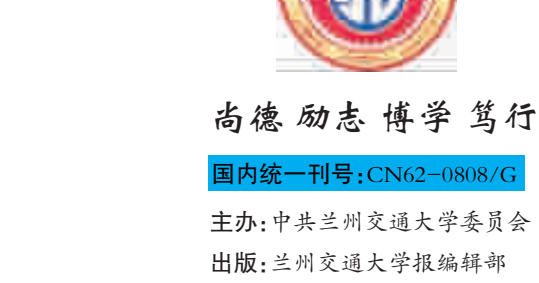 尚德 励志 博学 笃行
国内统一刊号:CN62-0808/G
主办:中共兰州交通大学委员会
出版:兰州交通大学报编辑部